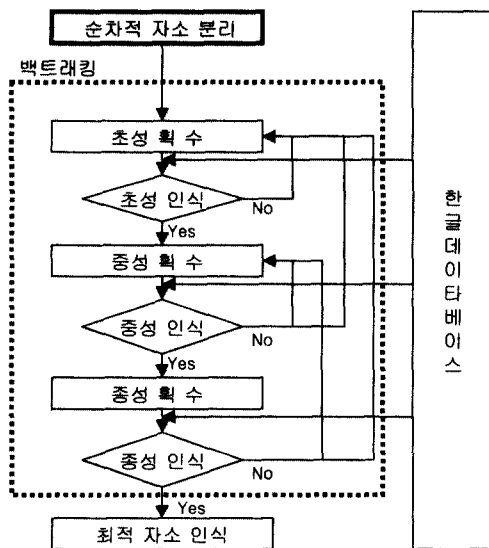 순차적 자소 분리
백트래킹
초성 획 수
초성 인식
No
Yes
중성 획 수
중성 인식
No
Yes
종성 획 수
종성 인식
No
Yes
최적 자소 인식
한글데이타베이스